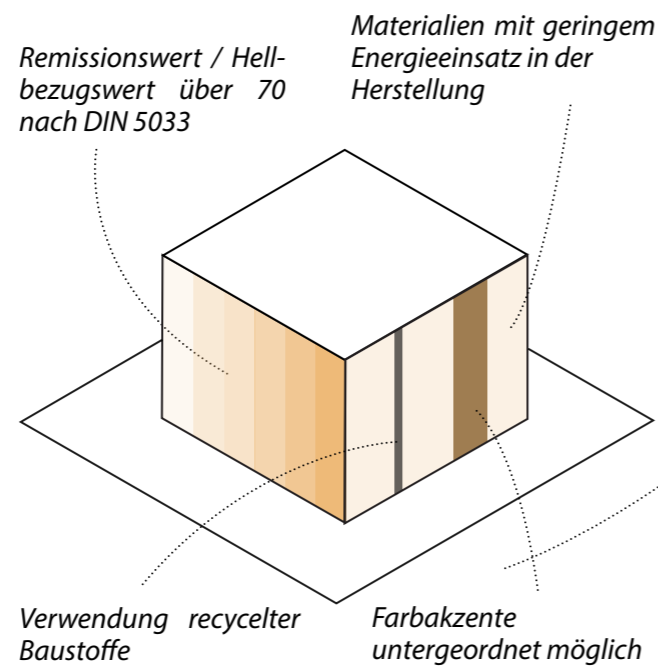 Remissionswert / Hell-
bezugswert über 70
nach DIN 5033
Materialien mit geringem
Energieeinsatz in der
Herstellung
Verwendung recycelter
Baustoffe
Farbakzente
untergeordnet möglich